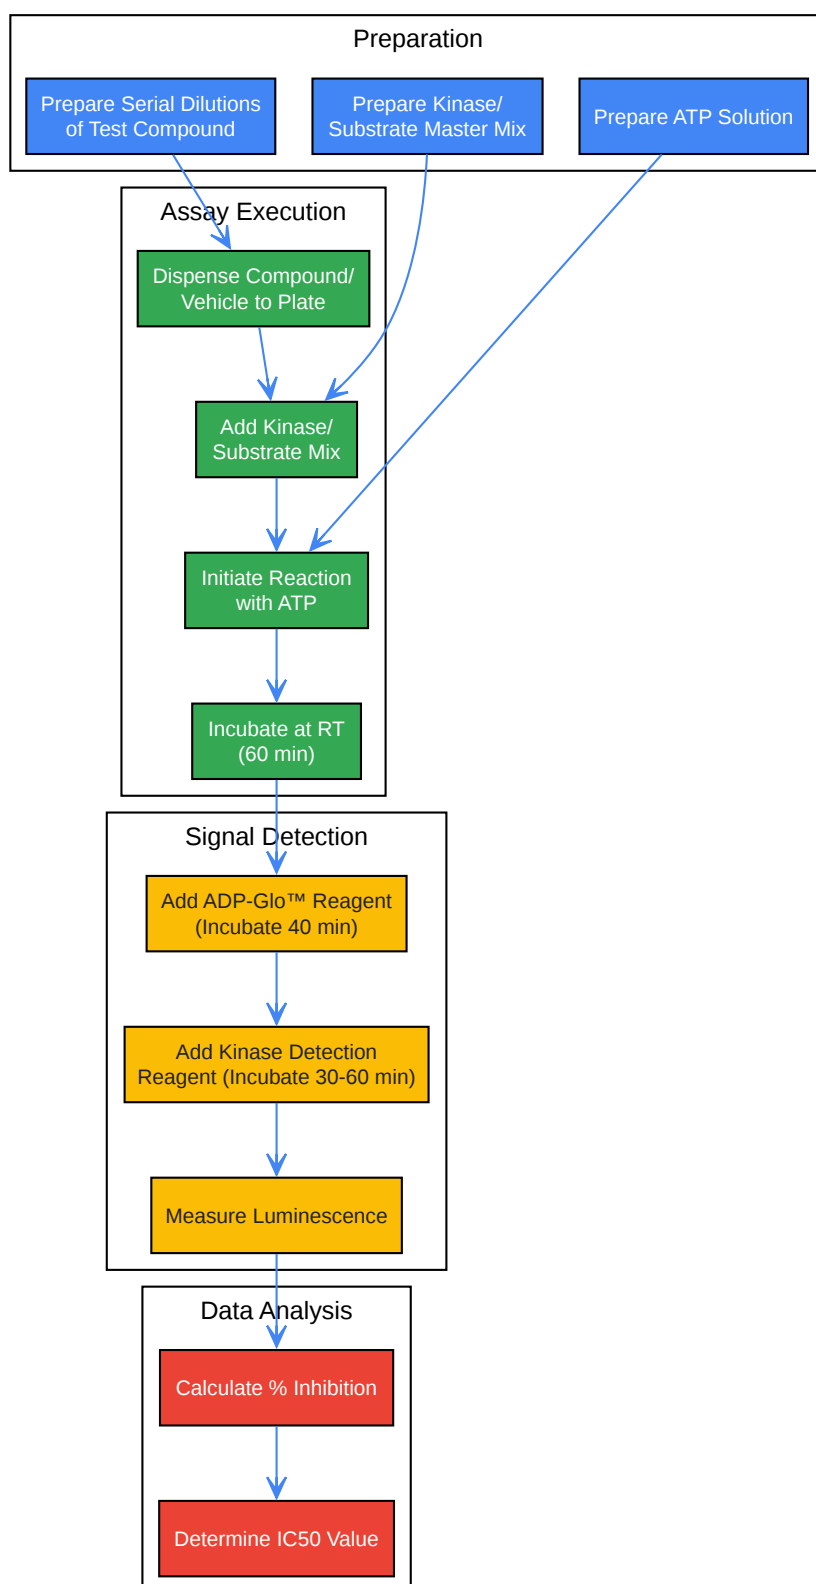 Preparation
Prepare Serial Dilutions
of Test Compound
Prepare Kinase/
Substrate Master Mix
Prepare ATP Solution
Assay Execution
Dispense Compound/
Vehicle to Plate
Add Kinase/
Substrate Mix
Initiate Reaction
with ATP
Incubate at RT
(60 min)
Signal Detection
Add ADP-Glo™ Reagent
(Incubate 40 min)
Add Kinase Detection
Reagent (Incubate 30-60 min)
Measure Luminescence
Data Analysis
Calculate % Inhibition
Determine IC50 Value